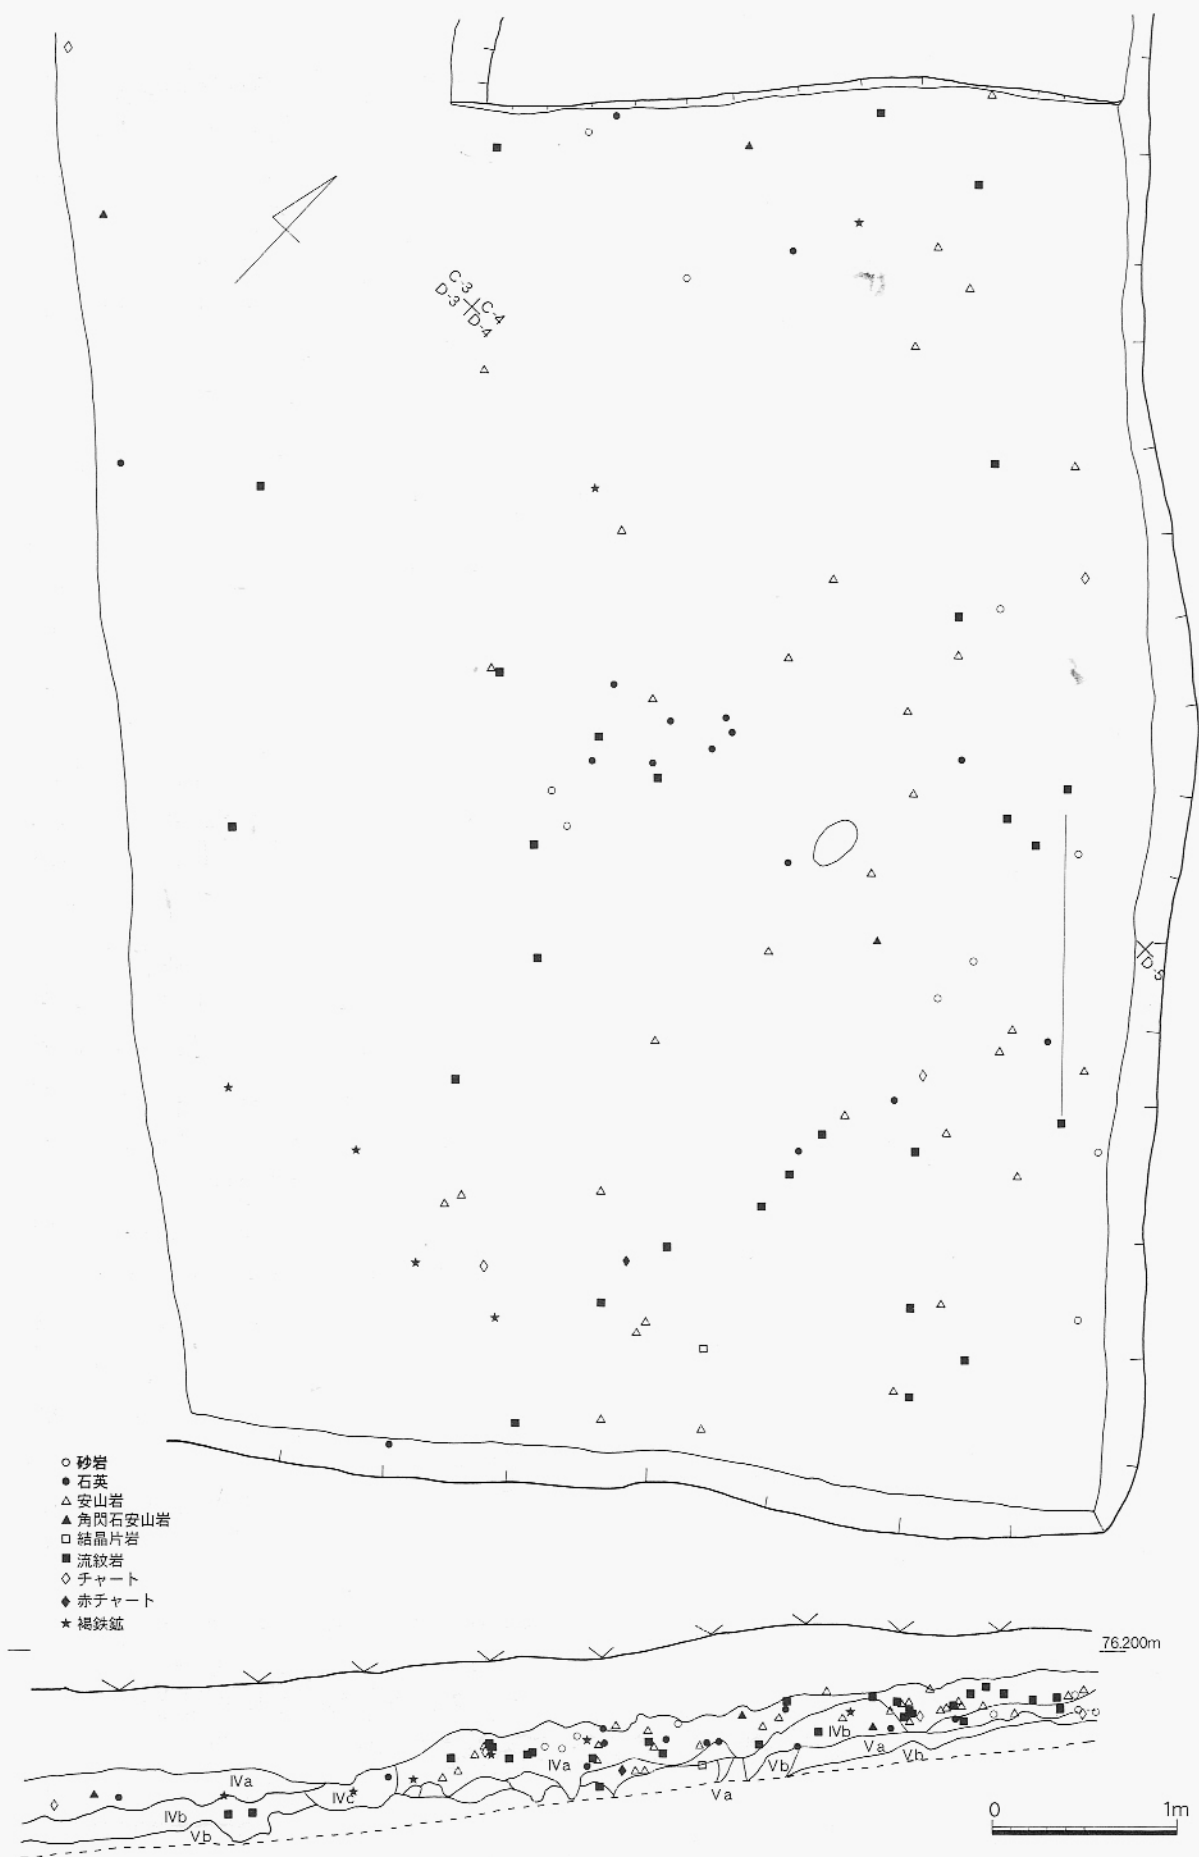 C-3 C-4
D-3 D-4
D-5
砂岩
石英
安山岩
角閃石安山岩
結晶片岩
流紋岩
チャート
赤チャート
褐鉄鉱
76.200m
IVa
IVb
Vb
IVc
IVa
IVb
Va
Vb
Vb
Va
0 1m